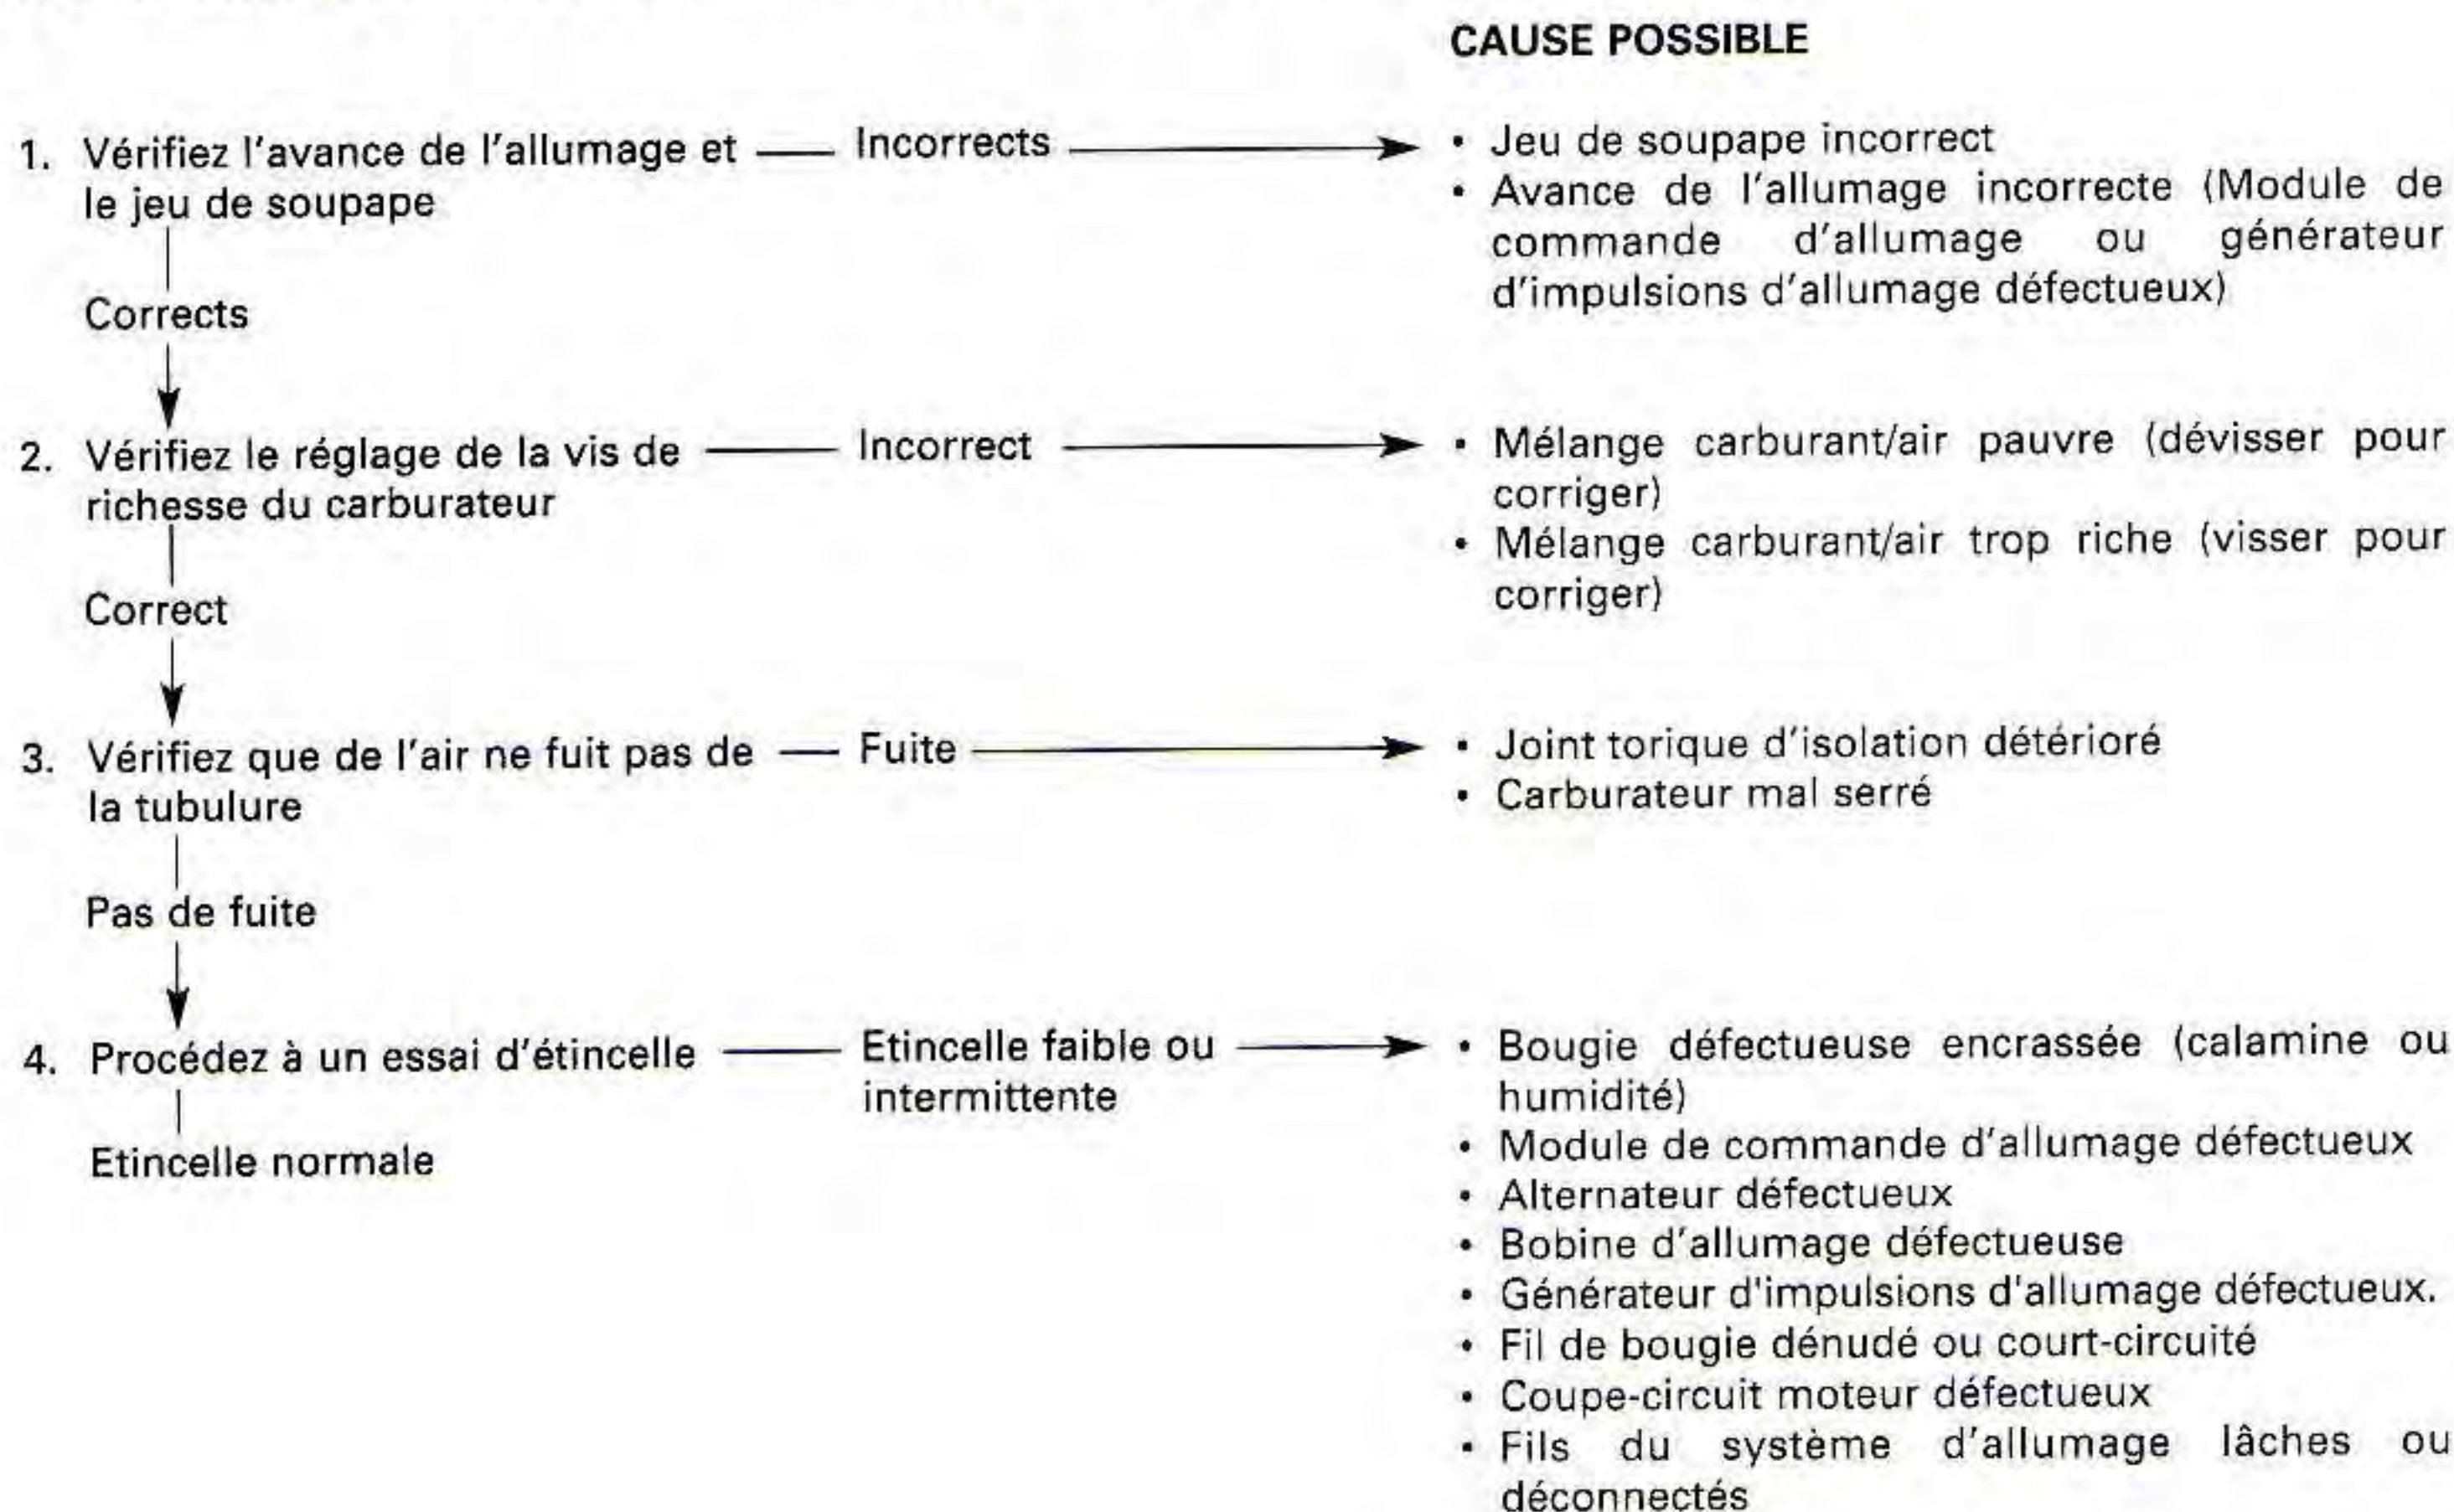 CAUSE POSSIBLE
1. Vérifiez l'avance de l'allumage et — Incorrects → • Jeu de soupape incorrect
le jeu de soupape
• Avance de l'allumage incorrecte (Module de
commande d'allumage ou générateur
d'impulsions d'allumage défectueux)
Corrects
2. Vérifiez le réglage de la vis de — Incorrect → • Mélange carburant/air pauvre (dévisser pour
richesse du carburateur
corriger)
• Mélange carburant/air trop riche (visser pour
corriger)
Correct
3. Vérifiez que de l'air ne fuit pas de — Fuite → • Joint torique d'isolation détérioré
la tubulure
• Carburateur mal serré
Pas de fuite
4. Procédez à un essai d'étincelle — Etincelle faible ou → • Bougie défectueuse encrassée (calamine ou
intermittente
humidité)
Etincelle normale
• Module de commande d'allumage défectueux
• Alternateur défectueux
• Bobine d'allumage défectueuse
• Générateur d'impulsions d'allumage défectueux.
• Fil de bougie dénudé ou court-circuité
• Coupe-circuit moteur défectueux
• Fils du système d'allumage lâches ou
déconnectés